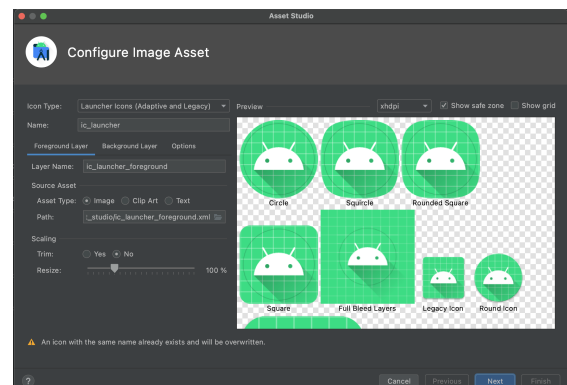 Asset Studio
Configure Image Asset
Icon Type: Launcher Icons (Adaptive and Legacy)
Name: ic_launcher
Foreground Layer Background Layer Options
Layer Name: ic_launcher_foreground
Source Asset
Asset Type: Image Clip Art Text
Path: :_studio/ic_launcher_foreground.xml
Scaling
Trim: Yes No
Resize: 100 %
Preview xhdpi Show safe zone Show grid
Circle Squircle Rounded Square
Square Full Bleed Layers Legacy Icon Round Icon
An icon with the same name already exists and will be overwritten.
? Cancel Previous Next Finish